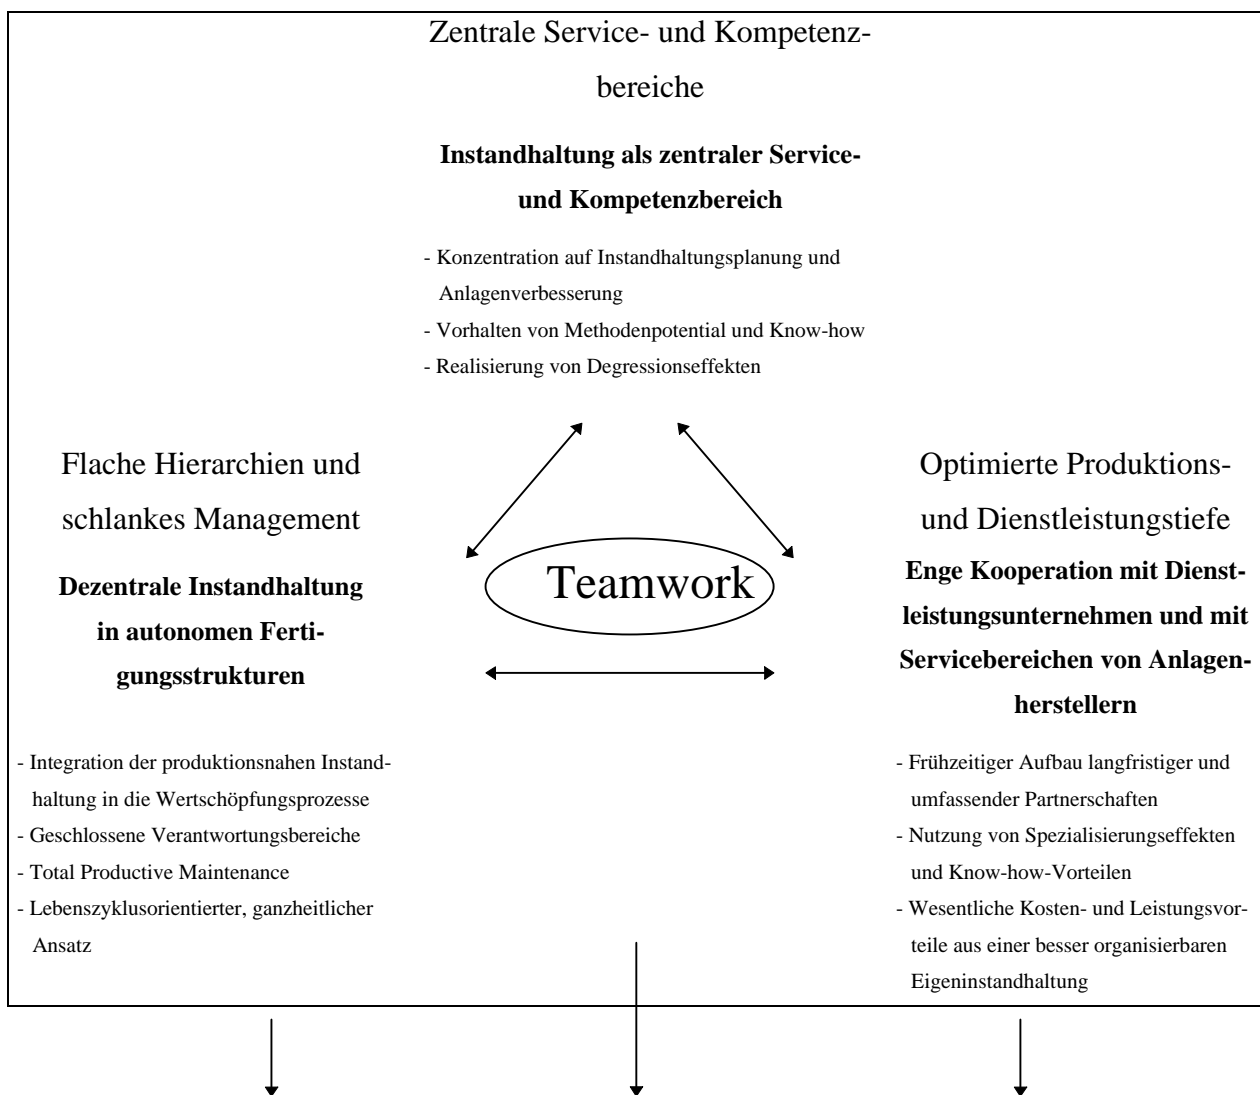 Zentrale Service- und Kompetenz-
bereiche
Instandhaltung als zentraler Service-
und Kompetenzbereich
- Konzentration auf Instandhaltungsplanung und
Anlagenverbesserung
- Vorhalten von Methodenpotential und Know-how
- Realisierung von Degressionseffekten
Flache Hierarchien und
schlankes Management
Dezentrale Instandhaltung
in autonomen Ferti-
gungsstrukturen
- Integration der produktionsnahen Instand-
haltung in die Wertschöpfungsprozesse
- Geschlossene Verantwortungsbereiche
- Total Productive Maintenance
- Lebenszyklusorientierter, ganzheitlicher
Ansatz
Teamwork
Optimierte Produktions-
und Dienstleistungstiefe
Enge Kooperation mit Dienst-
leistungsunternehmen und mit
Servicebereichen von Anlagen-
herstellern
- Frühzeitiger Aufbau langfristiger und
umfassender Partnerschaften
- Nutzung von Spezialisierungseffekten
und Know-how-Vorteilen
- Wesentliche Kosten- und Leistungsvor-
teile aus einer besser organisierbaren
Eigeninstandhaltung